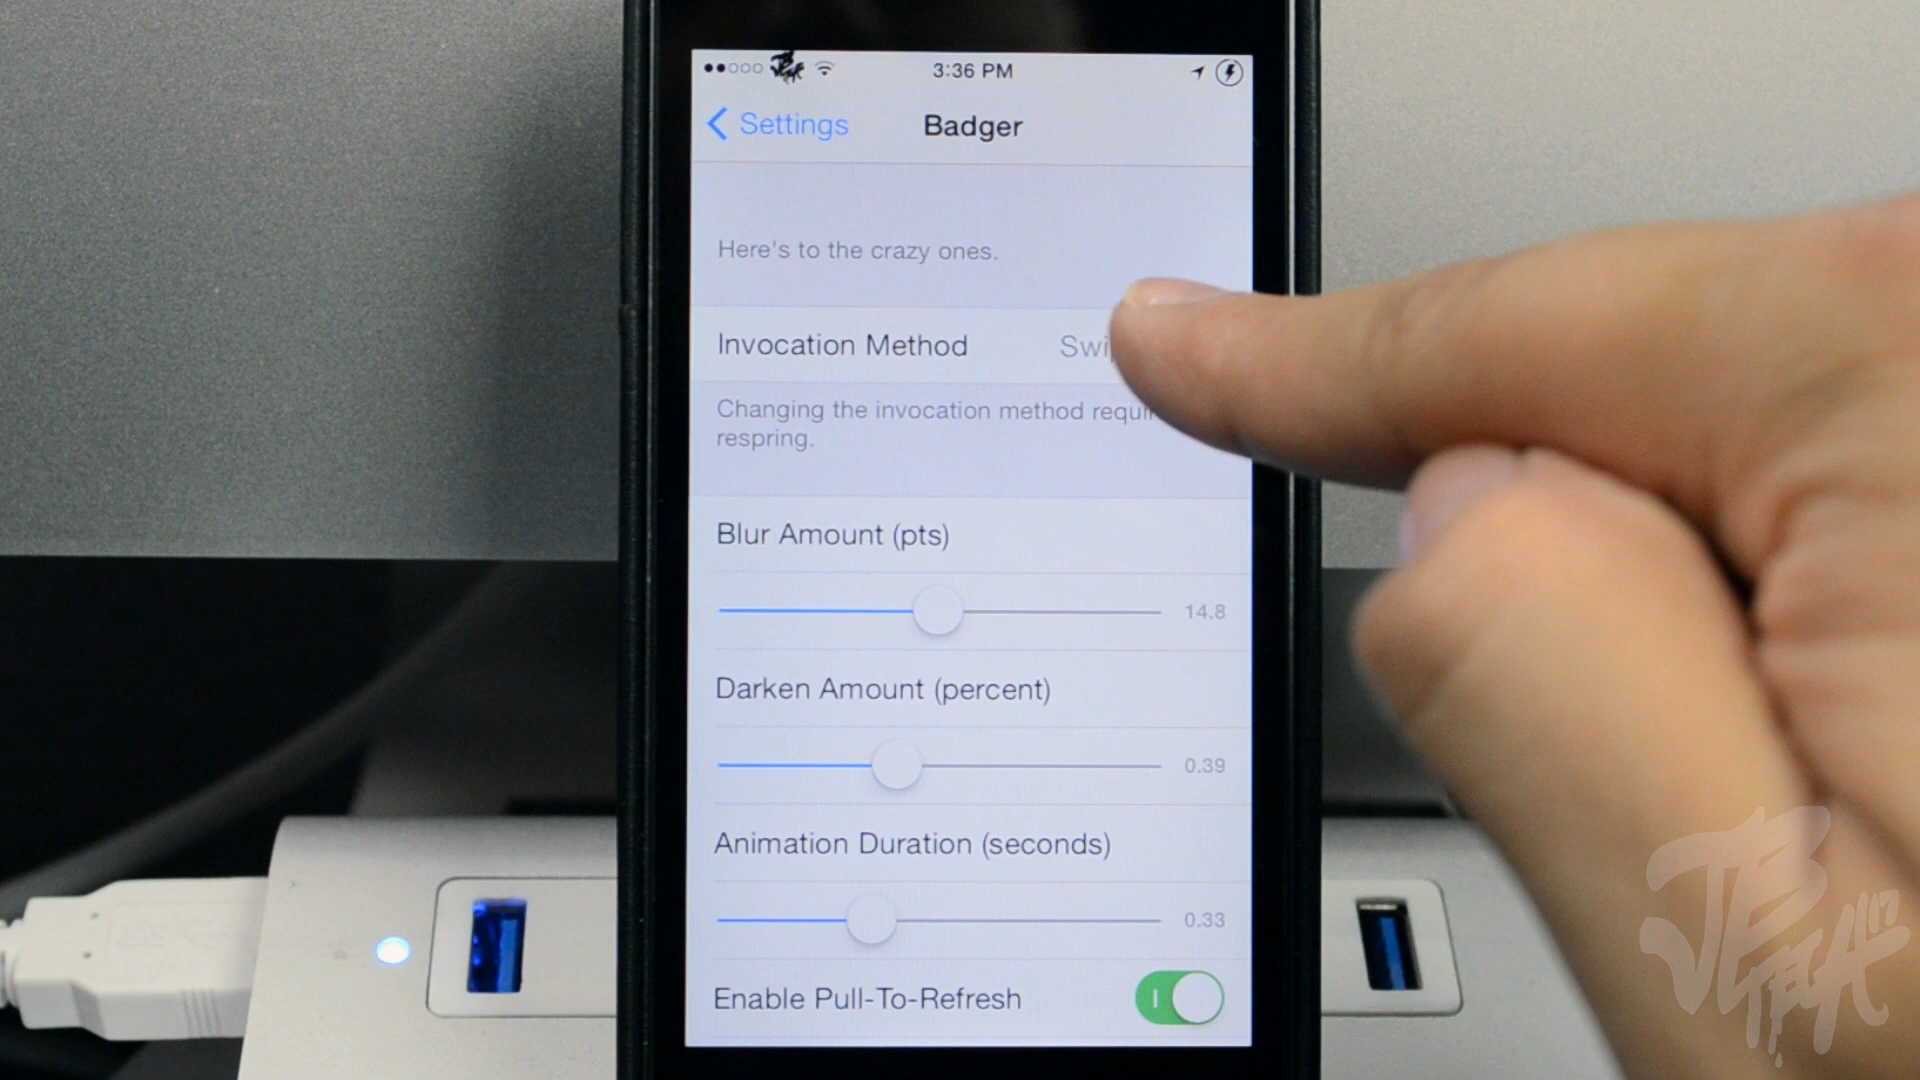 3:36 PM
Settings
Badger
Here's to the crazy ones.
Invocation Method
Changing the invocation method
respring.
Blur Amount (pts)
14.8
Darken Amount (percent)
0.39
Animation Duration (seconds)
0.33
Enable Pull-To-Refresh